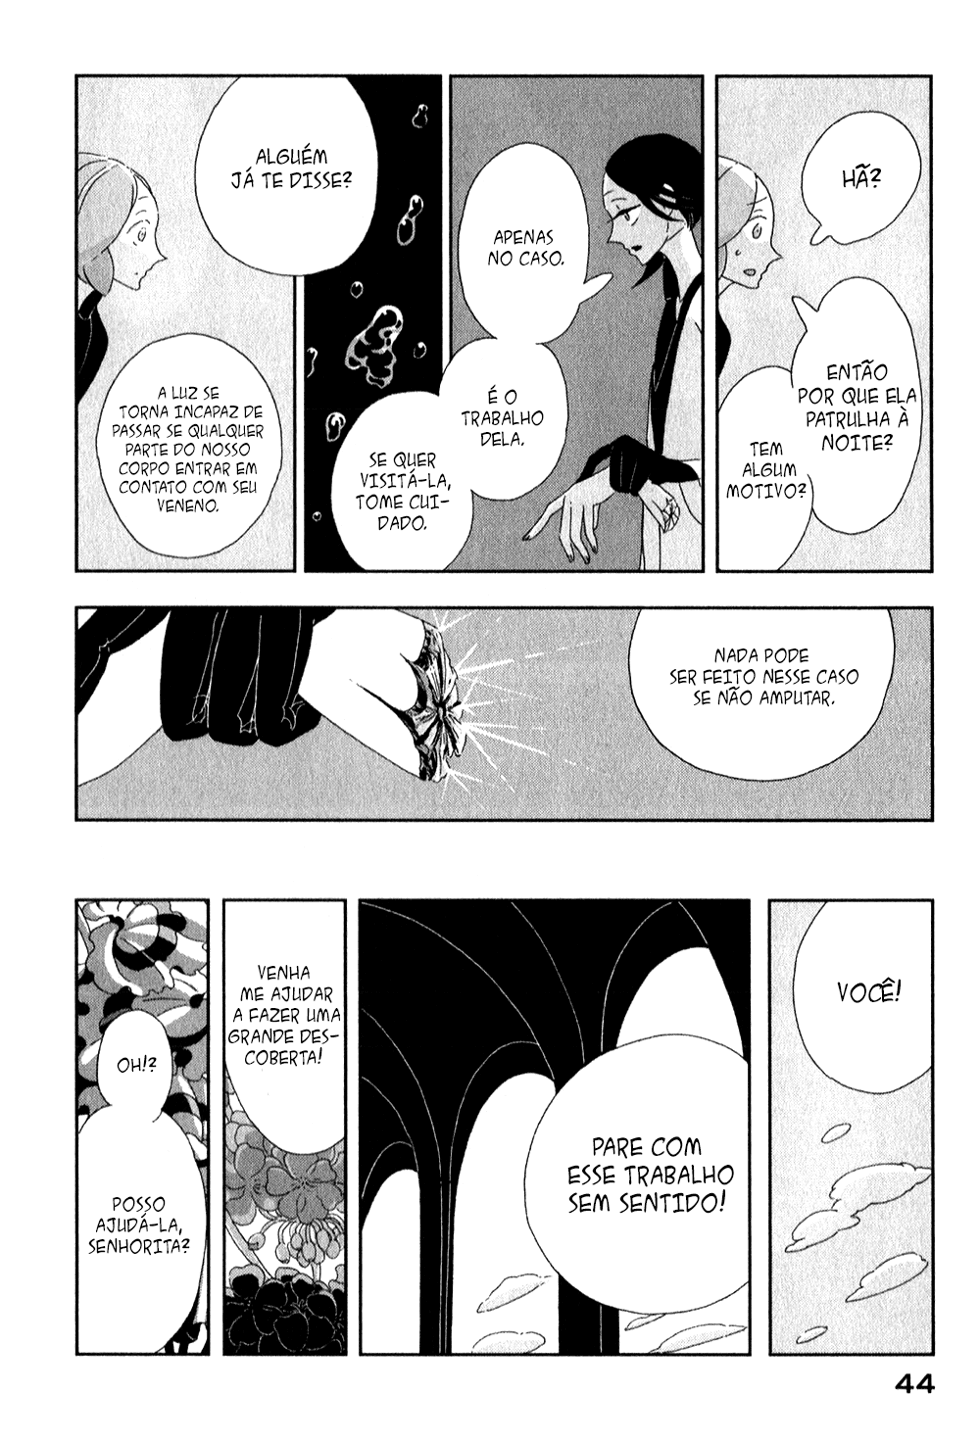 HÃ?
ENTÃO
POR QUE ELA
PATRULHA À
NOITE?
TEM
ALGUM
MOTIVO?
APENAS
NO CASO.
É O
TRABALHO
DELA.
SE QUER
VISITÁ-LA,
TOME CUI-
DADO.
ALGUÉM
JÁ TE DISSE?
A LUZ SE
TORNA INCAPAZ DE
PASSAR SE QUALQUER
PARTE DO NOSSO
CORPO ENTRAR EM
CONTATO COM SEU
VENENO.
NADA PODE
SER FEITO NESSE CASO
SE NÃO AMPUTAR.
VOCÊ!
PARE COM
ESSE TRABALHO
SEM SENTIDO!
VENHA
ME AJUDAR
A FAZER UMA
GRANDE DES-
COBERTA!
OH!?
POSSO
AJUDÁ-LA,
SENHORITA?
44